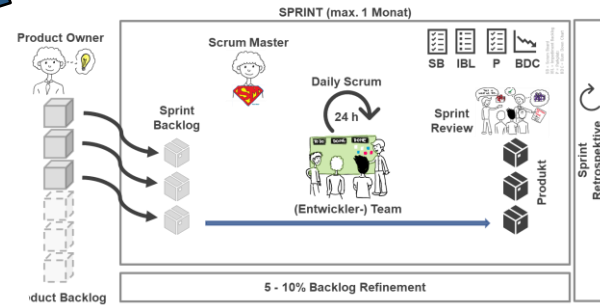 SPRINT (max. 1 Monat)
Product Owner
Scrum Master
SB IBL P BDC
Daily Scrum
24 h
Sprint
Backlog
Sprint
Review
(Entwickler-) Team
Produkt
Sprint
Retrospektive
5 - 10% Backlog Refinement
duct Backlog